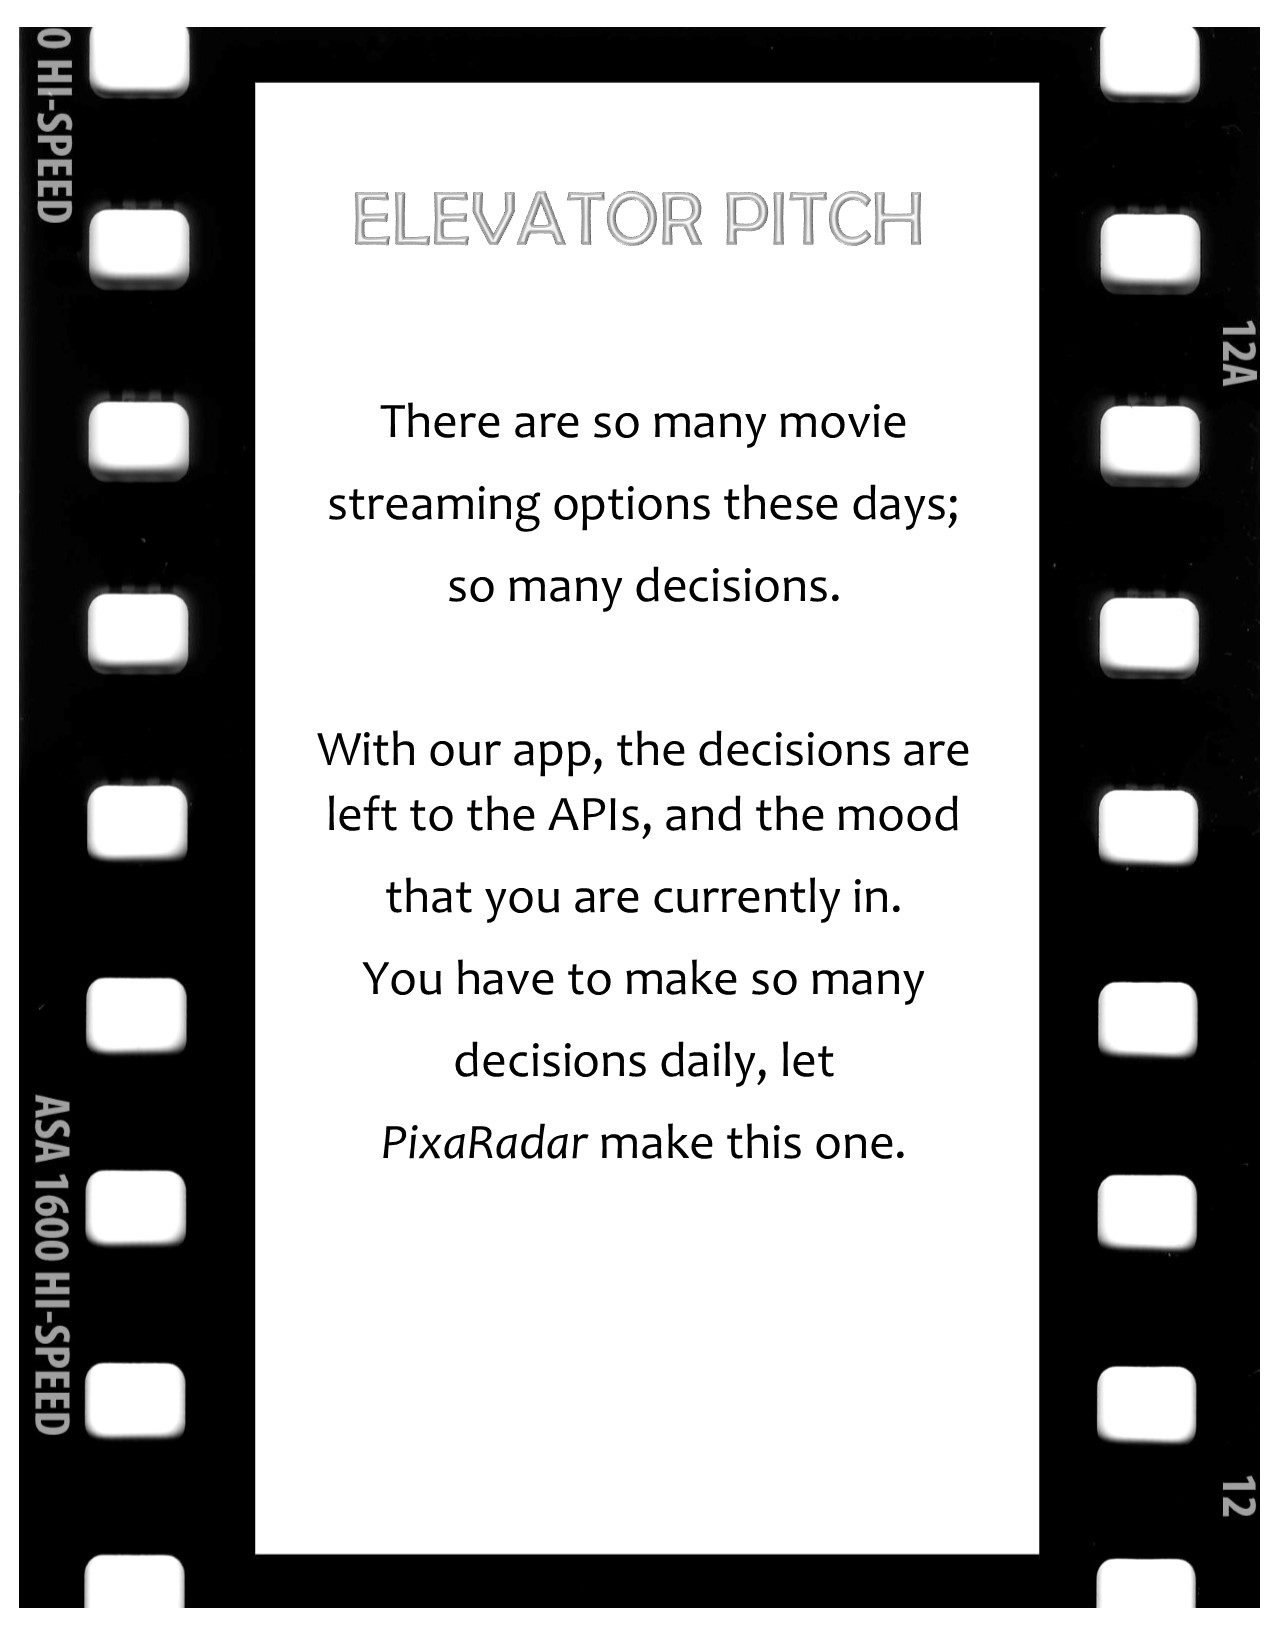 0 HI-SPEED
ELEVATOR PITCH
12A
There are so many movie
streaming options these days;
so many decisions.
With our app, the decisions are
left to the APIs, and the mood
that you are currently in.
You have to make so many
decisions daily, let
PixaRadar make this one.
ASA 1600 HI-SPEED
12